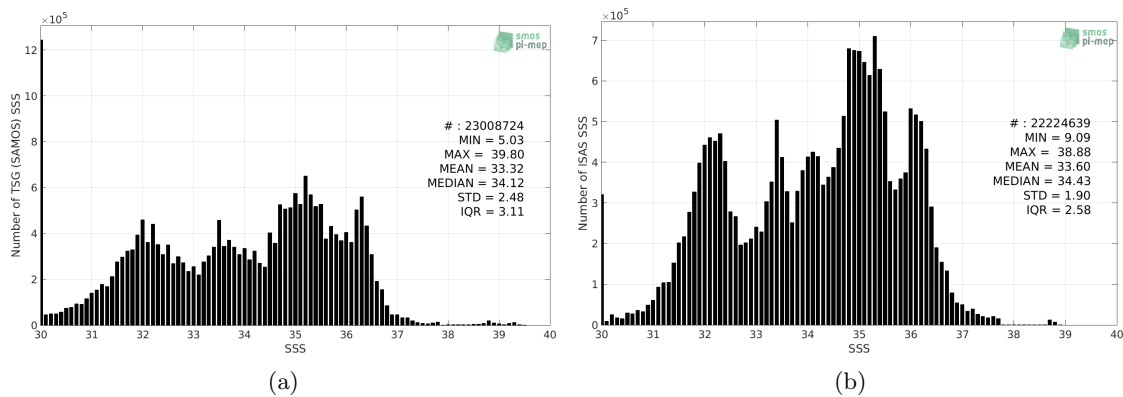 ×10⁵
12
10
8
6
4
2
0
30
31
32
33
34
35
36
37
38
39
40
SSS
Number of TSG (SAMOS) SSS
smos
pi-mep
# : 23008724
MIN = 5.03
MAX = 39.80
MEAN = 33.32
MEDIAN = 34.12
STD = 2.48
IQR = 3.11
(a)
×10⁵
7
6
5
4
3
2
1
0
30
31
32
33
34
35
36
37
38
39
40
SSS
Number of ISAS SSS
smos
pi-mep
# : 22224639
MIN = 9.09
MAX = 38.88
MEAN = 33.60
MEDIAN = 34.43
STD = 1.90
IQR = 2.58
(b)